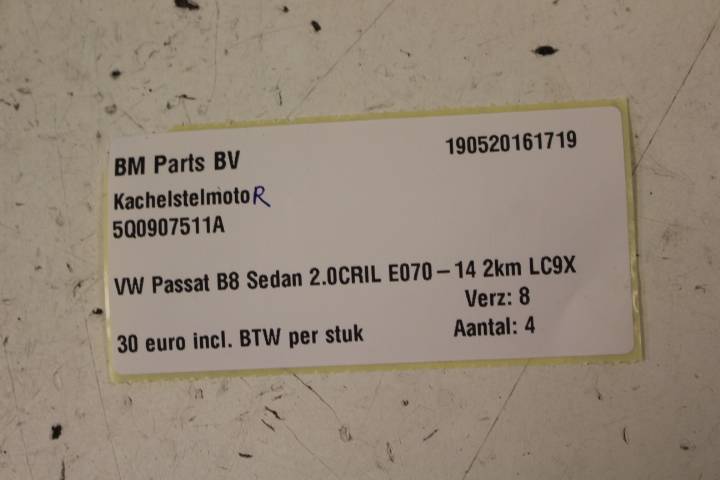 BM Parts BV 190520161719
KachelstelmotoR
5Q0907511A
VW Passat B8 Sedan 2.0CRIL E070-14 2km LC9X
Verz: 8
30 euro incl. BTW per stuk Aantal: 4